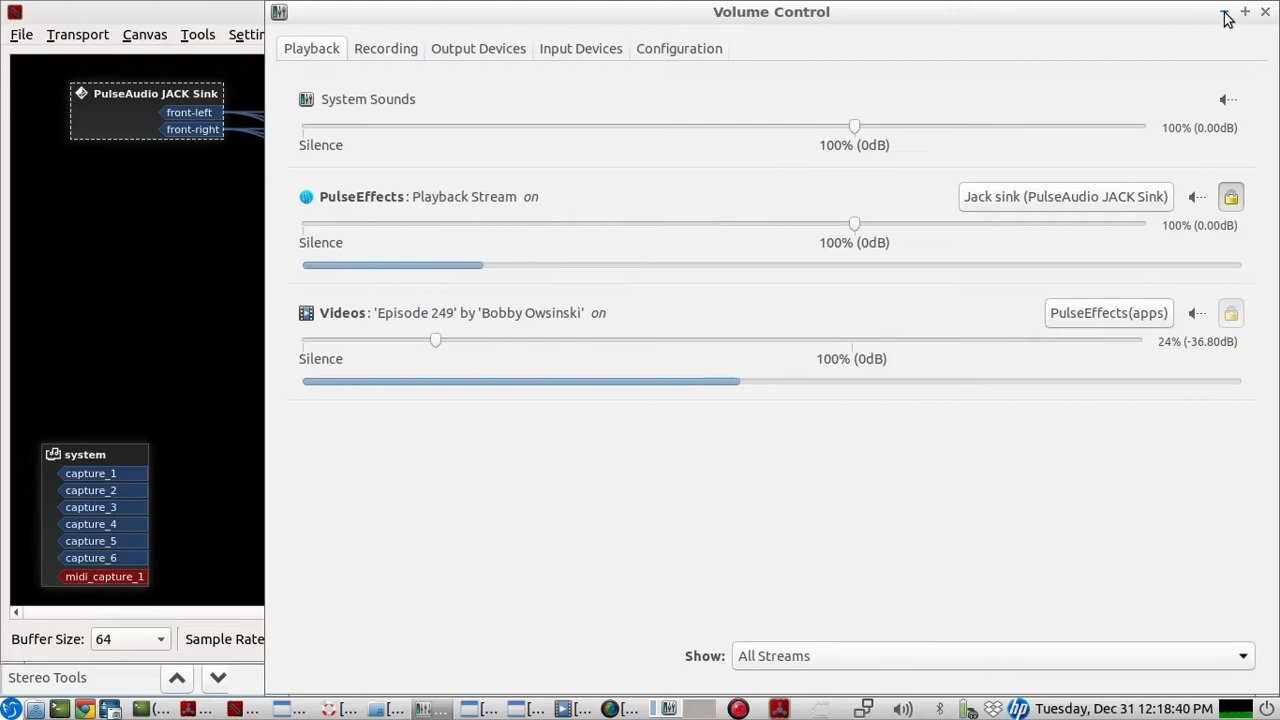 Volume Control
File Transport Canvas Tools Settin
Playback Recording Output Devices Input Devices Configuration
PulseAudio JACK Sink
front-left
front-right
System Sounds
100% (0.00dB)
Silence 100% (0dB)
PulseEffects: Playback Stream on Jack sink (PulseAudio JACK Sink)
100% (0.00dB)
Silence 100% (0dB)
Videos: 'Episode 249' by 'Bobby Owsinski' on PulseEffects(apps)
24% (-36.80dB)
Silence 100% (0dB)
system
capture_1
capture_2
capture_3
capture_4
capture_5
capture_6
midi_capture_1
Buffer Size: 64 Sample Rate
Show: All Streams
Stereo Tools
(... ... ... ... [... [... ... [... [... [... [... Tuesday, Dec 31 12:18:40 PM